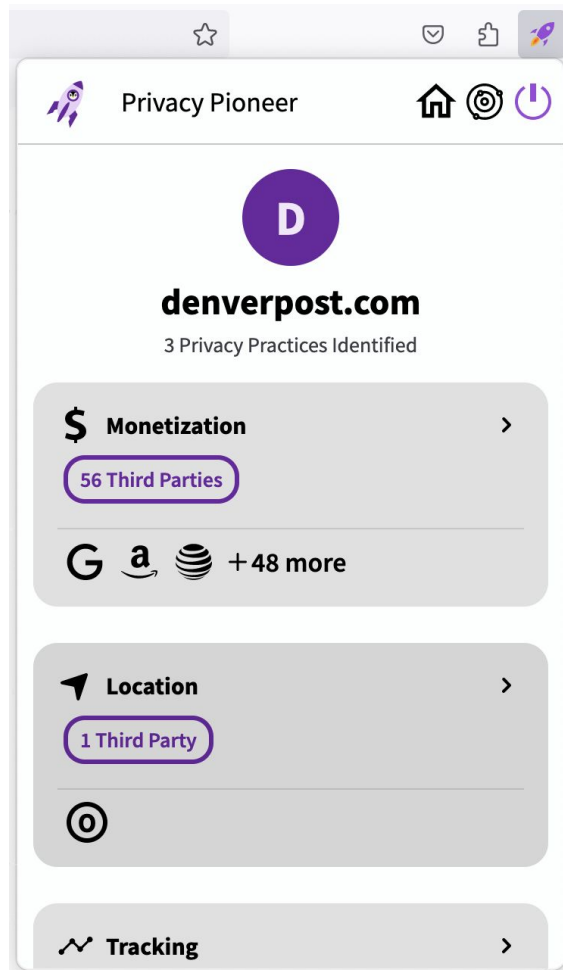 Privacy Pioneer
D
denverpost.com
3 Privacy Practices Identified
$ Monetization
56 Third Parties
G a +48 more
Location
1 Third Party
O
Tracking